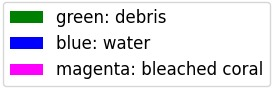 green: debris
blue: water
magenta: bleached coral